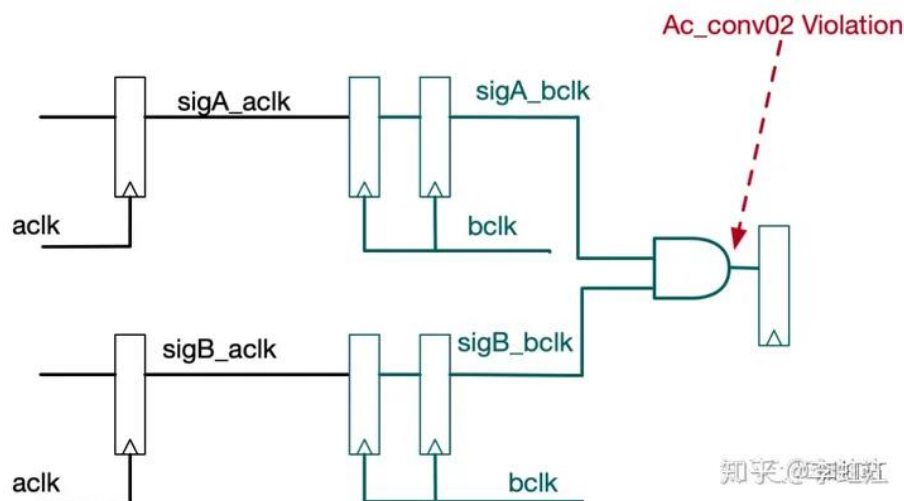 Ac_conv02 Violation
sigA_aclk
sigA_bclk
aclk
bclk
sigB_aclk
sigB_bclk
aclk
bclk
知乎